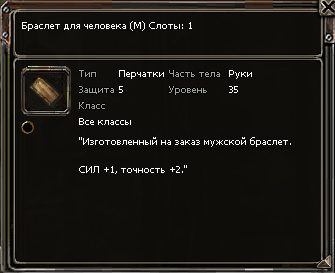 Браслет для человека (М) Слоты: 1
Тип Перчатки Часть тела Руки
Защита 5 Уровень 35
Класс
Все классы
"Изготовленный на заказ мужской браслет.
СИЛ +1, точность +2."